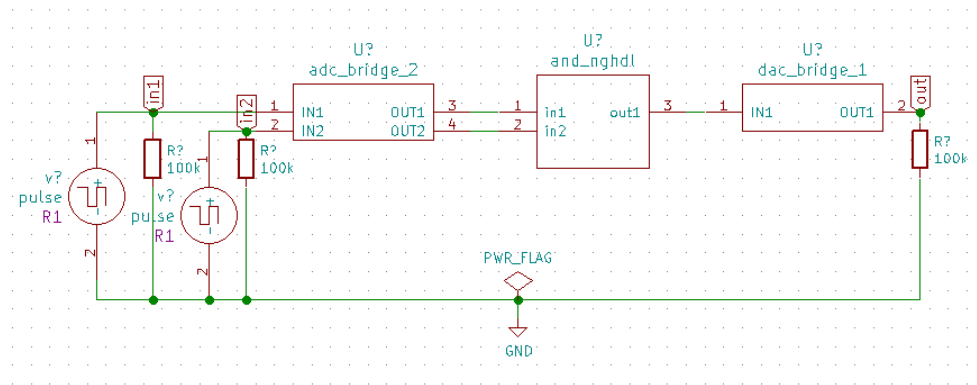 U?
adc_bridge_2
U?
and_nghdl
U?
dac_bridge_1
in1
in2
out
1 IN1 OUT1 3
2 IN2 OUT2 4
1 in1 out1 3
2 in2
1 IN1 OUT1 2
R?
100k
R?
100k
R?
100k
1
v?
pulse
R1
2
1
v?
pulse
R1
2
PWR_FLAG
GND